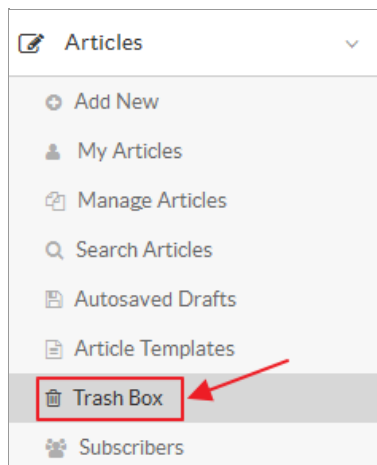 Articles
Add New
My Articles
Manage Articles
Search Articles
Autosaved Drafts
Article Templates
Trash Box
Subscribers